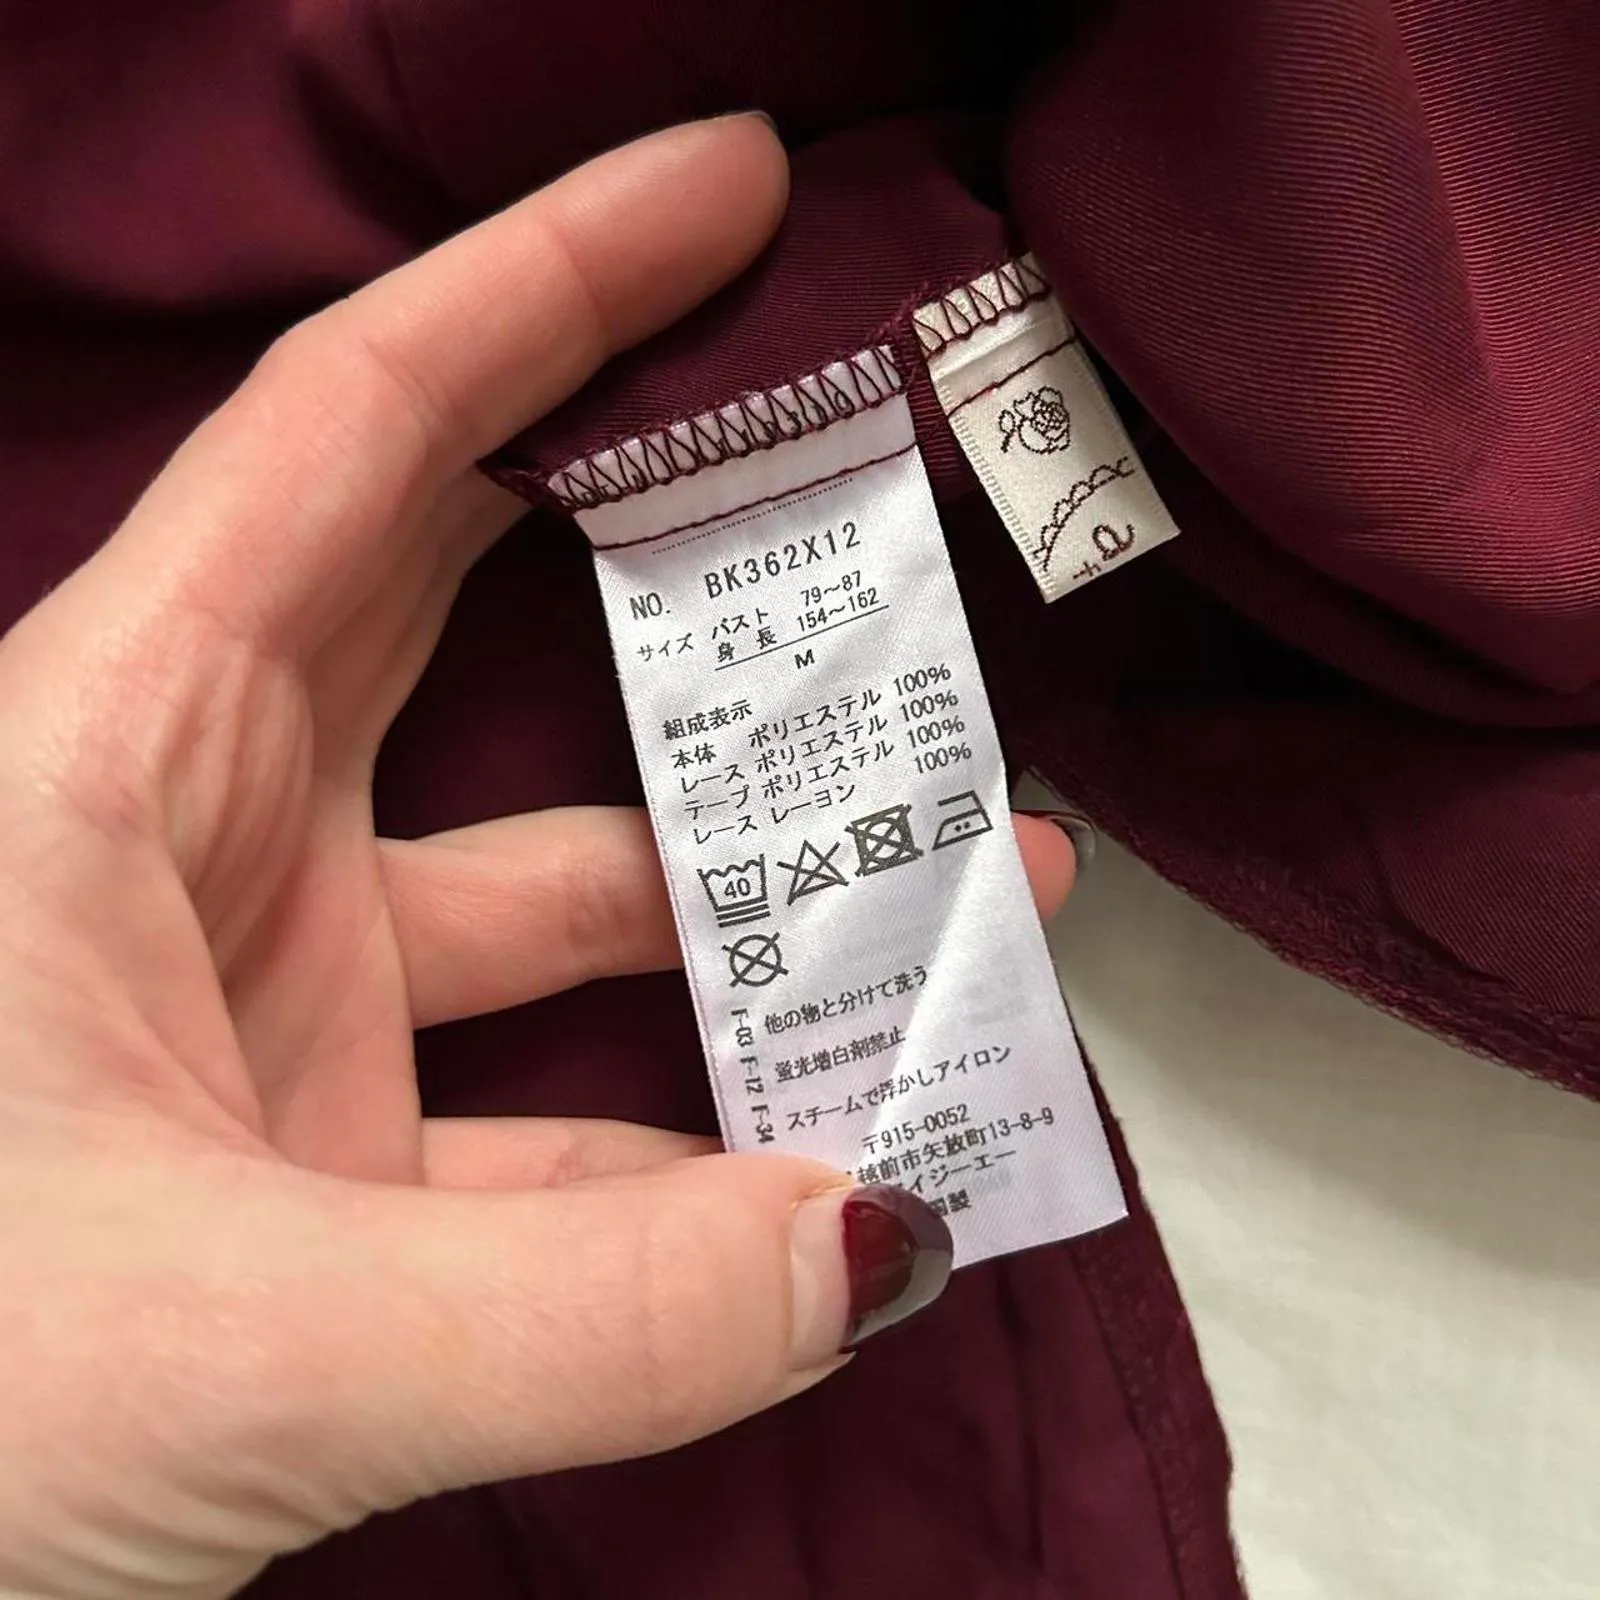 NO. BK362X12
サイズ バスト 79～87
身長 154～162
M
組成表示
本体 ポリエステル 100%
レース ポリエステル 100%
テープ ポリエステル 100%
レース レーヨン 100%
40
F-03 F-12 F-34
他の物と分けて洗う
蛍光増白剤禁止
スチームで浮かしアイロン
〒915-0052
越前市矢放町13-8-9
イジーエー
国製